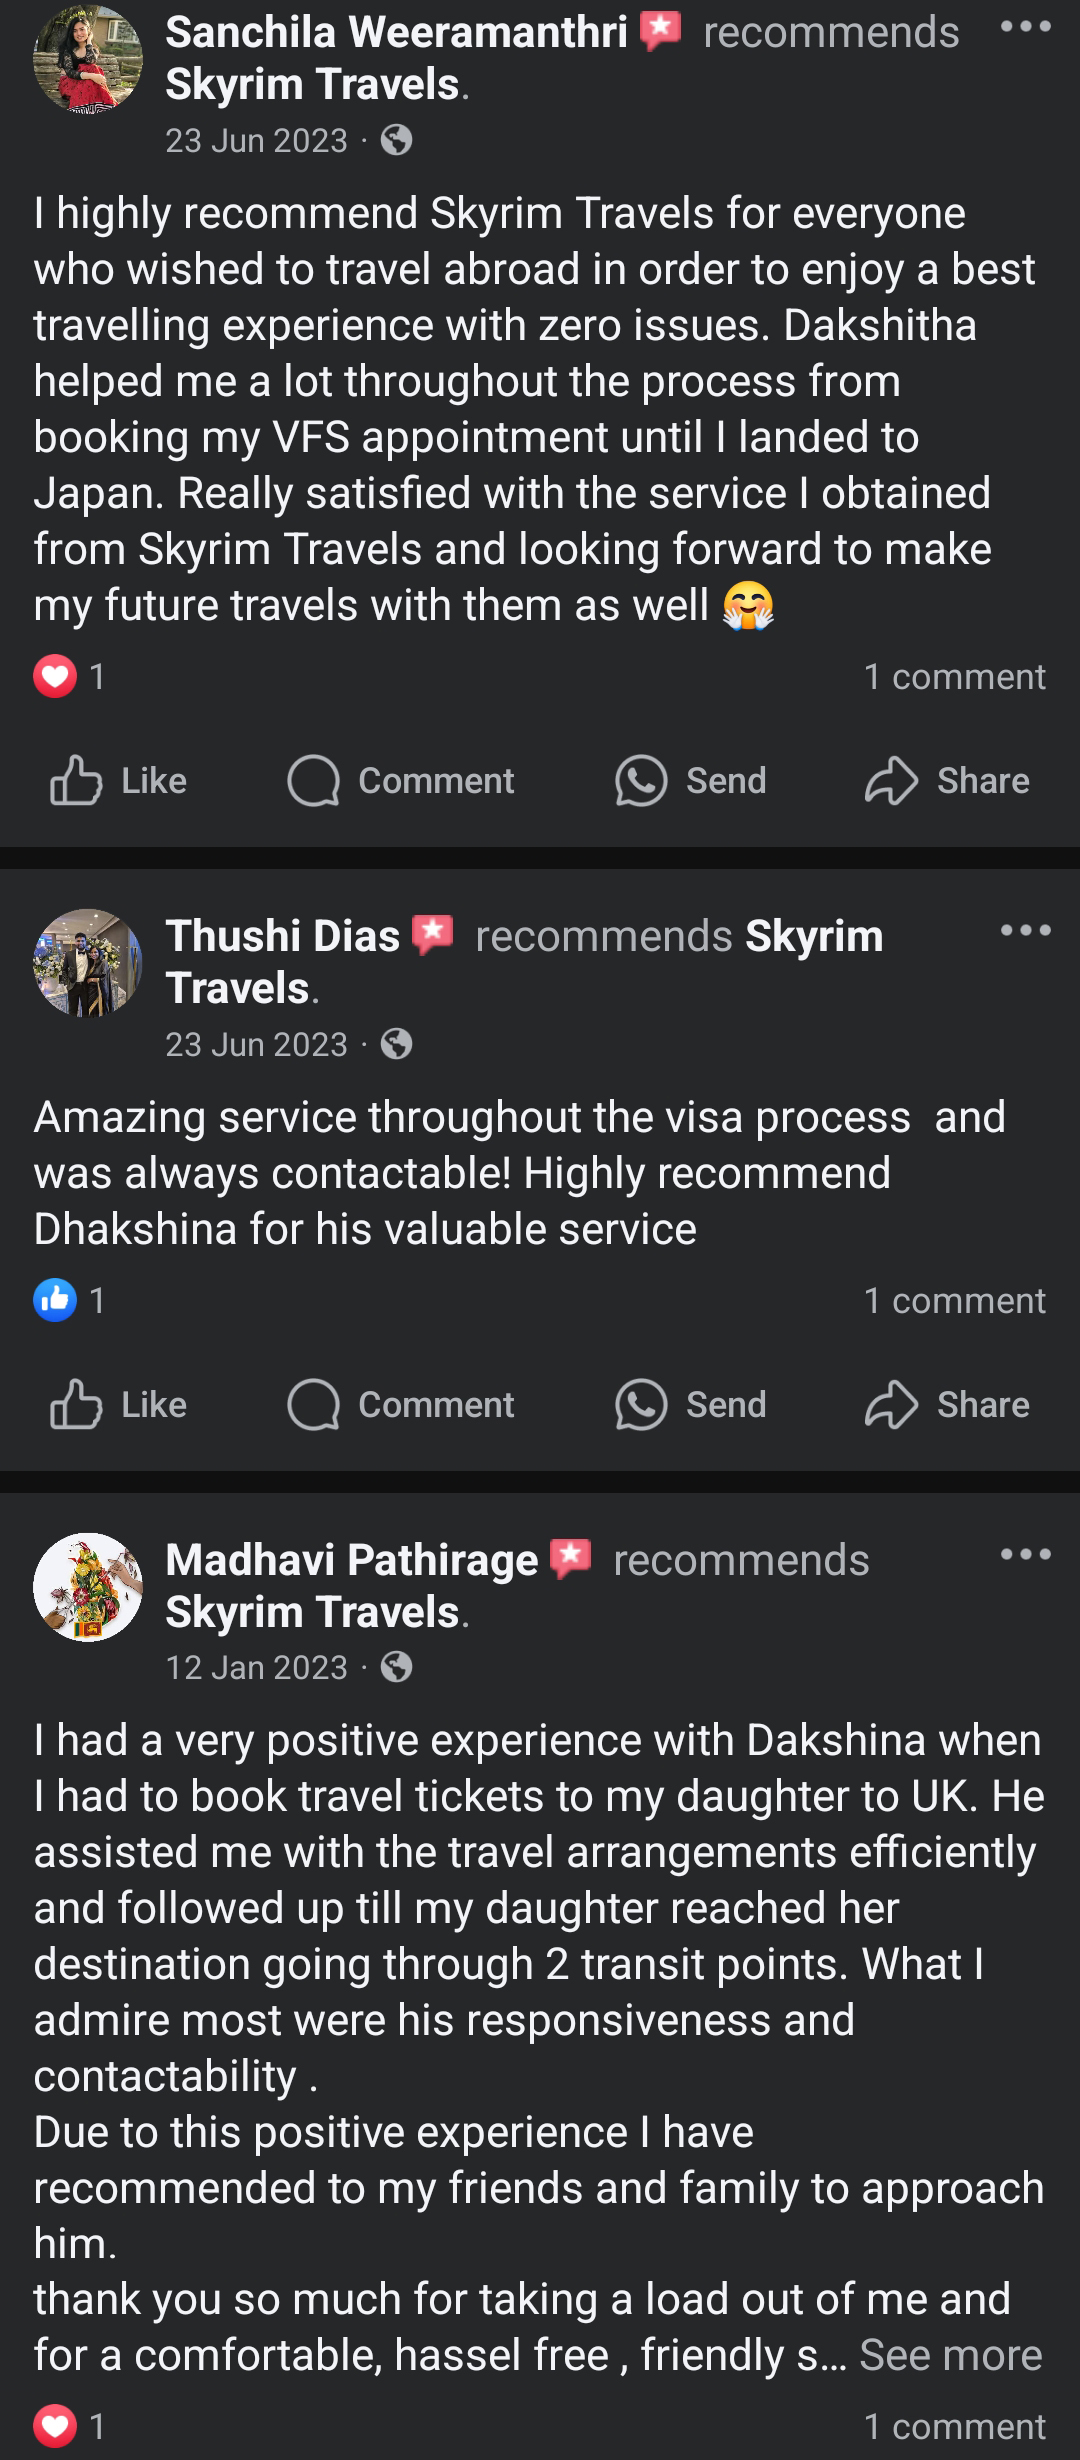 Sanchila Weeramanthri recommends
Skyrim Travels.
23 Jun 2023 ·
I highly recommend Skyrim Travels for everyone
who wished to travel abroad in order to enjoy a best
travelling experience with zero issues. Dakshitha
helped me a lot throughout the process from
booking my VFS appointment until I landed to
Japan. Really satisfied with the service I obtained
from Skyrim Travels and looking forward to make
my future travels with them as well 🤗
1 1 comment
Like Comment Send Share
Thushi Dias recommends Skyrim
Travels.
23 Jun 2023 ·
Amazing service throughout the visa process  and
was always contactable! Highly recommend
Dhakshina for his valuable service
1 1 comment
Like Comment Send Share
Madhavi Pathirage recommends
Skyrim Travels.
12 Jan 2023 ·
I had a very positive experience with Dakshina when
I had to book travel tickets to my daughter to UK. He
assisted me with the travel arrangements efficiently
and followed up till my daughter reached her
destination going through 2 transit points. What I
admire most were his responsiveness and
contactability .
Due to this positive experience I have
recommended to my friends and family to approach
him.
thank you so much for taking a load out of me and
for a comfortable, hassel free , friendly s... See more
1 1 comment